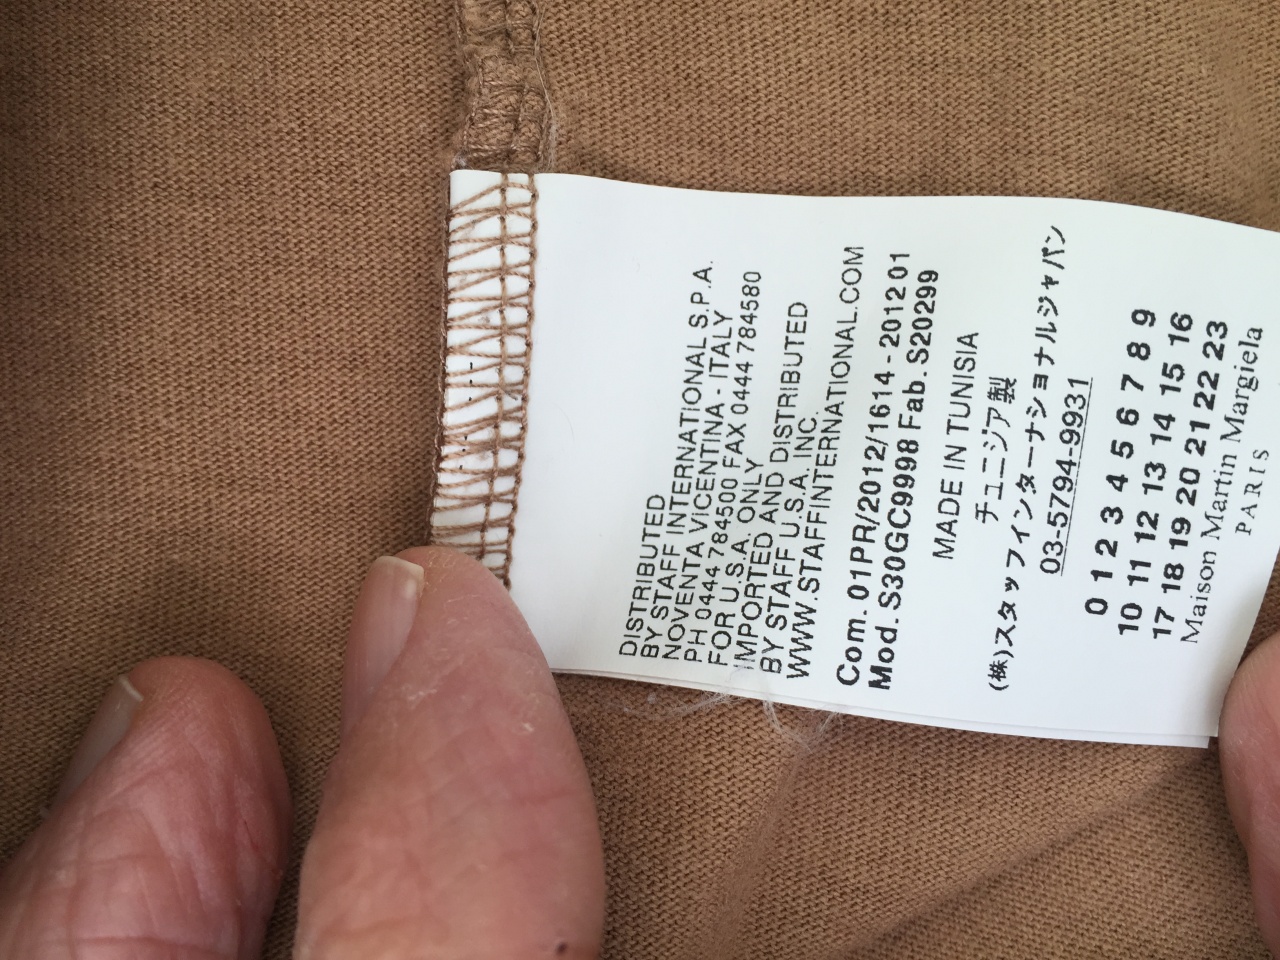 DISTRIBUTED
BY STAFF INTERNATIONAL S.P.A.
NOVENTA VICENTINA - ITALY
PH 0444 784500 FAX 0444 784580
FOR U.S.A. ONLY
IMPORTED AND DISTRIBUTED
BY STAFF U.S.A. INC.
WWW.STAFFINTERNATIONAL.COM
Com. 01PR/2012/1614 - 2012 01
Mod. S30GC9998 Fab. S20299
MADE IN TUNISIA
チュニジア製
(株)スタッフインターナショナルジャパン
03-5794-9931
0 1 2 3 4 5 6 7 8 9
10 11 12 13 14 15 16
17 18 19 20 21 22 23
Maison Martin Margiela
PARIS